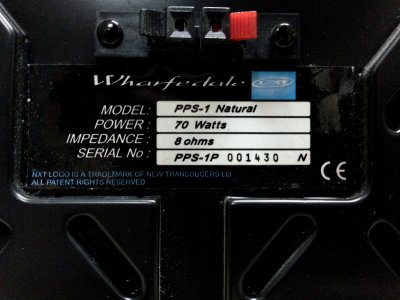 Wharfedale
MODEL: PPS-1 Natural
POWER: 70 Watts
IMPEDANCE: 8 ohms
SERIAL No: PPS-1P 001430 N
NXT LOGO IS A TRADEMARK OF NEW TRANSDUCERS Ltd
ALL PATENT RIGHTS RESERVED
CE